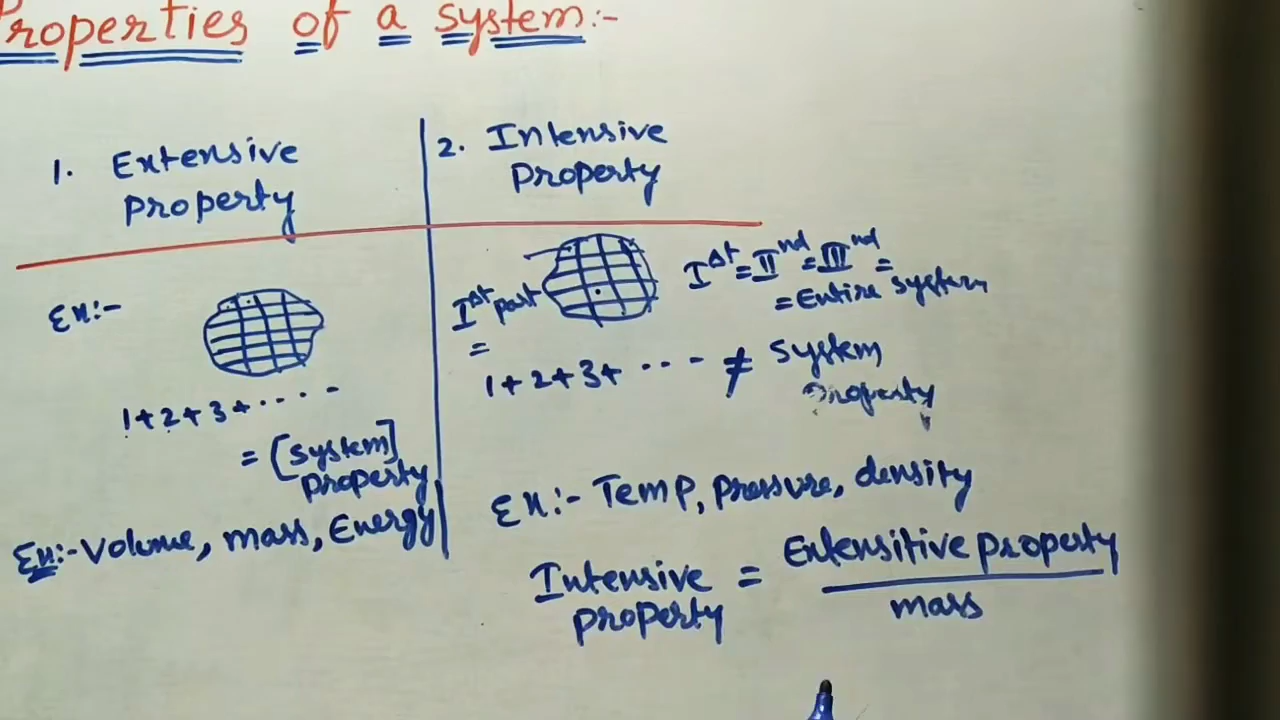 Properties of a system:-
1. Extensive
property
Ex:-
1+2+3+.....
= [system]
property
Ex:- Volume, mass, Energy
2. Intensive
property
Ist part
=
Ist = IInd = IIInd =
= Entire system
1+2+3+ ... ≠ system
property
Ex:- Temp, pressure, density
Intensive
property = Extensitive property
mass